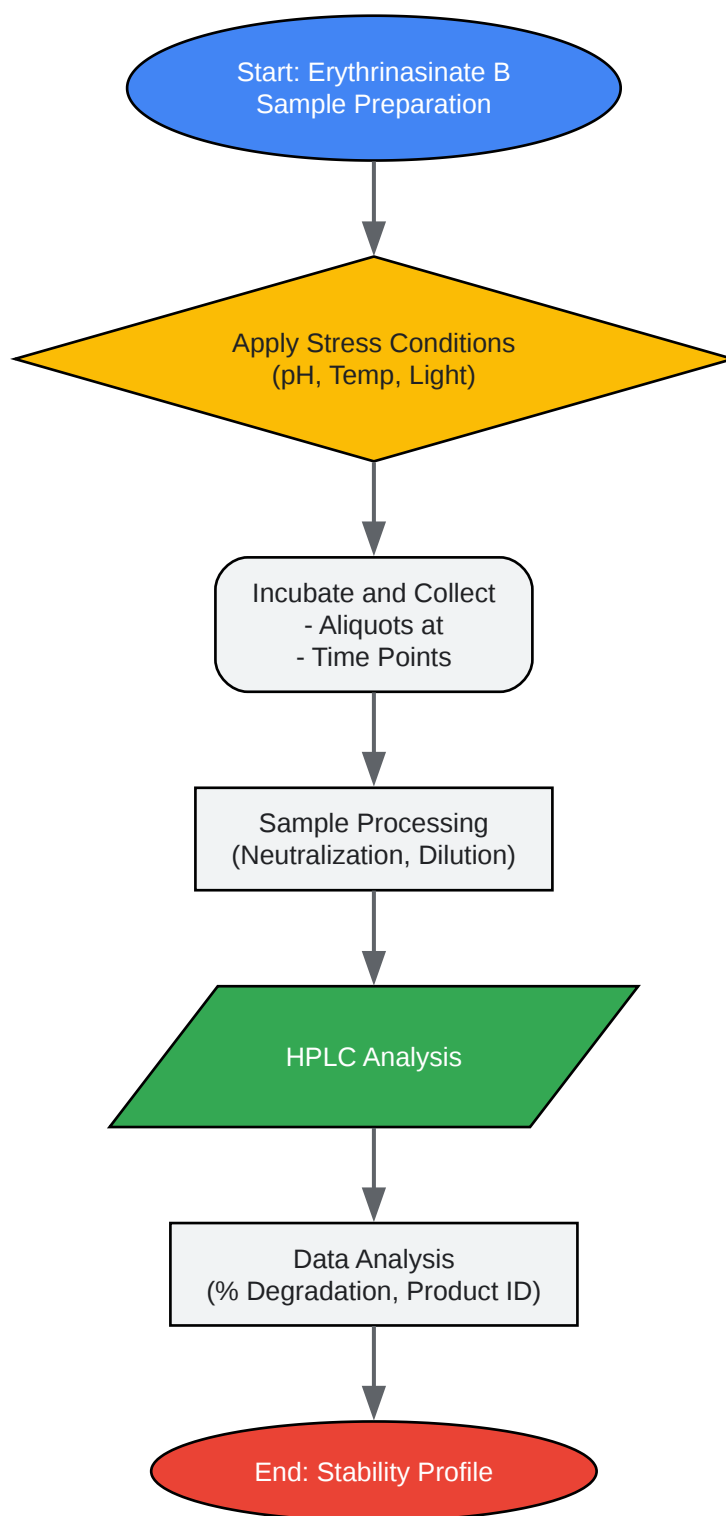 Start: Erythrinasinate B
Sample Preparation
Apply Stress Conditions
(pH, Temp, Light)
Incubate and Collect
- Aliquots at
- Time Points
Sample Processing
(Neutralization, Dilution)
HPLC Analysis
Data Analysis
(% Degradation, Product ID)
End: Stability Profile